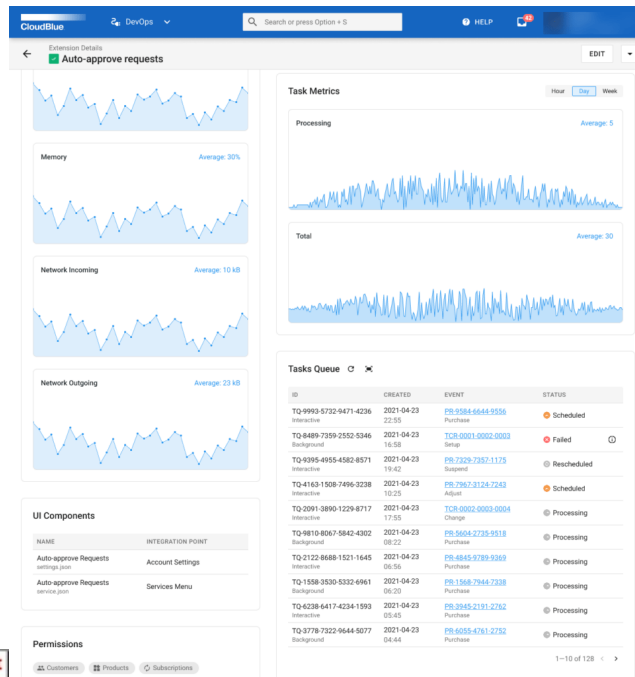 CloudBlue
DevOps
Search or press Option + S
HELP
Extension Details
Auto-approve requests
EDIT
Memory
Average: 30%
Network Incoming
Average: 10 kB
Network Outgoing
Average: 23 kB
UI Components
NAME INTEGRATION POINT
Auto-approve Requests Account Settings
settings.json
Auto-approve Requests Services Menu
service.json
Permissions
Customers Products Subscriptions
Task Metrics
Hour Day Week
Processing
Average: 5
Total
Average: 30
Tasks Queue
ID CREATED EVENT STATUS
TQ-9993-5732-9471-4236 2021-04-23 PR-9584-6644-9556 Scheduled
Interactive 22:55 Purchase
TQ-8489-7359-2552-5346 2021-04-23 TCR-0001-0002-0003 Failed
Background 16:58 Setup
TQ-9395-4955-4582-8571 2021-04-23 PR-7329-7357-1175 Rescheduled
Interactive 19:42 Suspend
TQ-4163-1508-7496-3238 2021-04-23 PR-7967-3124-7243 Scheduled
Interactive 10:25 Adjust
TQ-2091-3890-1229-8717 2021-04-23 TCR-0002-0003-0004 Processing
Interactive 17:55 Change
TQ-9810-8067-5842-4302 2021-04-23 PR-5604-2735-9518 Processing
Background 08:22 Purchase
TQ-2122-8688-1521-1645 2021-04-23 PR-4845-9789-9369 Processing
Interactive 06:56 Purchase
TQ-1558-3530-5332-6961 2021-04-23 PR-1568-7944-7338 Processing
Background 06:20 Purchase
TQ-6238-6417-4234-1593 2021-04-23 PR-3945-2191-2762 Processing
Interactive 05:45 Purchase
TQ-3778-7322-9644-5077 2021-04-23 PR-6055-4761-2752 Processing
Background 04:44 Purchase
1–10 of 128